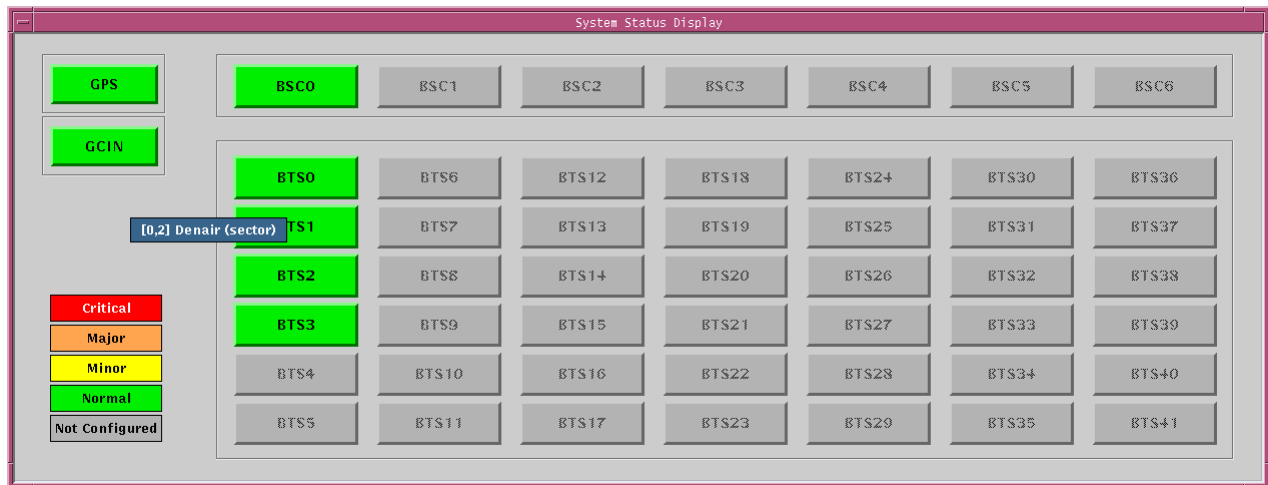 System Status Display
GPS
BSC0 BSC1 BSC2 BSC3 BSC4 BSC5 BSC6
GCIN
BTS0 BTS6 BTS12 BTS18 BTS24 BTS30 BTS36
[0,2] Denair (sector) TS1 BTS7 BTS13 BTS19 BTS25 BTS31 BTS37
BTS2 BTS8 BTS14 BTS20 BTS26 BTS32 BTS38
BTS3 BTS9 BTS15 BTS21 BTS27 BTS33 BTS39
BTS4 BTS10 BTS16 BTS22 BTS28 BTS34 BTS40
BTS5 BTS11 BTS17 BTS23 BTS29 BTS35 BTS41
Critical
Major
Minor
Normal
Not Configured